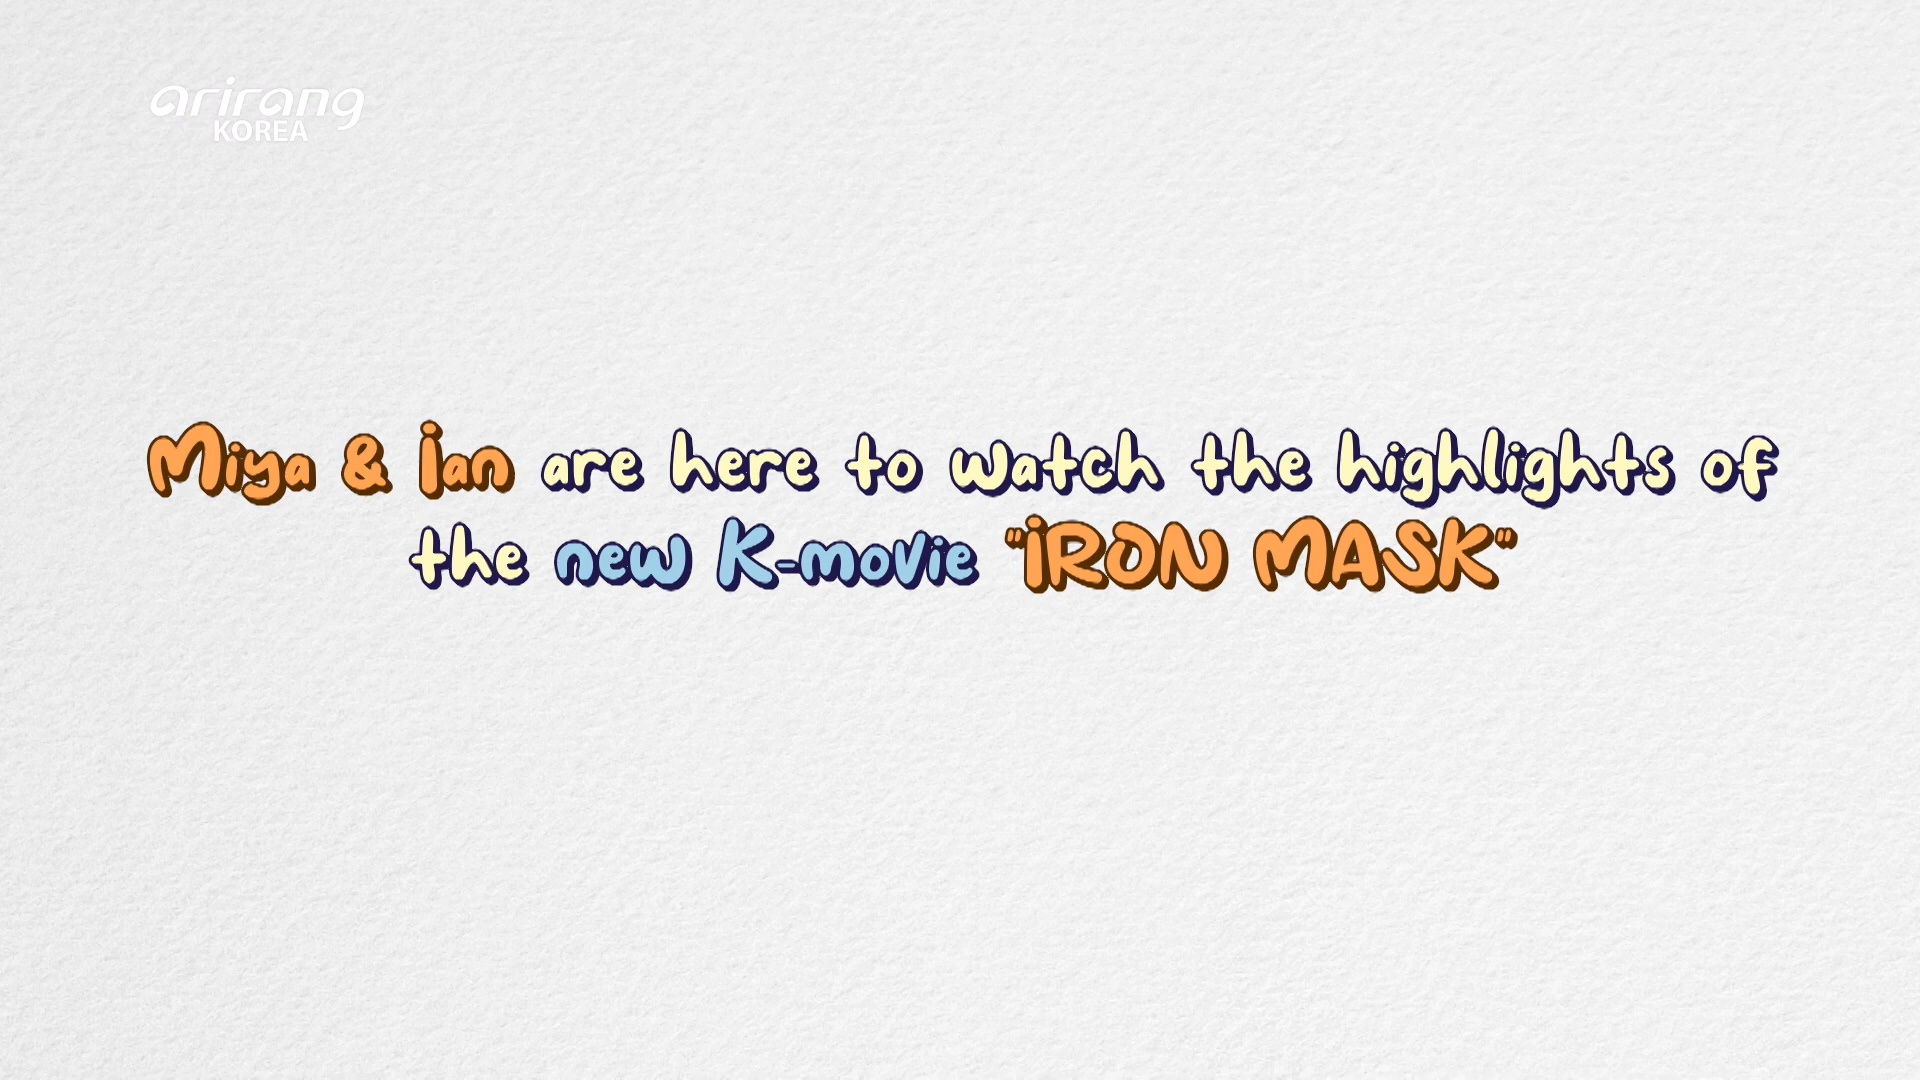 arirang
KOREA
Miya & Ian are here to watch the highlights of
the new K-movie "IRON MASK"